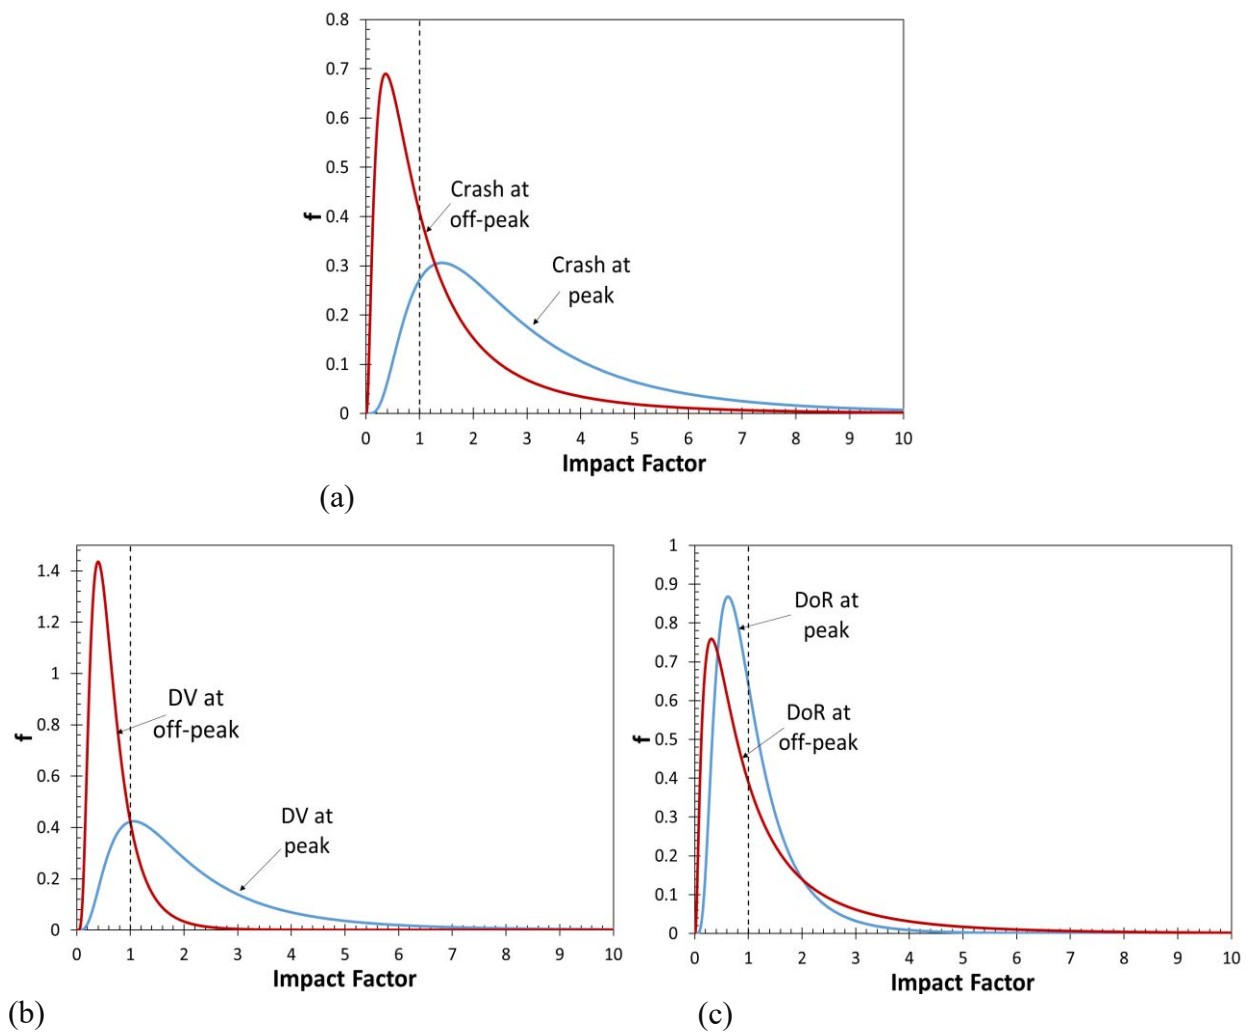 0.8
0.7
0.6
0.5
0.4
0.3
0.2
0.1
0
f
Crash at
off-peak
Crash at
peak
0 1 2 3 4 5 6 7 8 9 10
Impact Factor
(a)
1.4
1.2
1
0.8
0.6
0.4
0.2
0
f
DV at
off-peak
DV at
peak
0 1 2 3 4 5 6 7 8 9 10
Impact Factor
(b)
1
0.9
0.8
0.7
0.6
0.5
0.4
0.3
0.2
0.1
0
f
DoR at
peak
DoR at
off-peak
0 1 2 3 4 5 6 7 8 9 10
Impact Factor
(c)